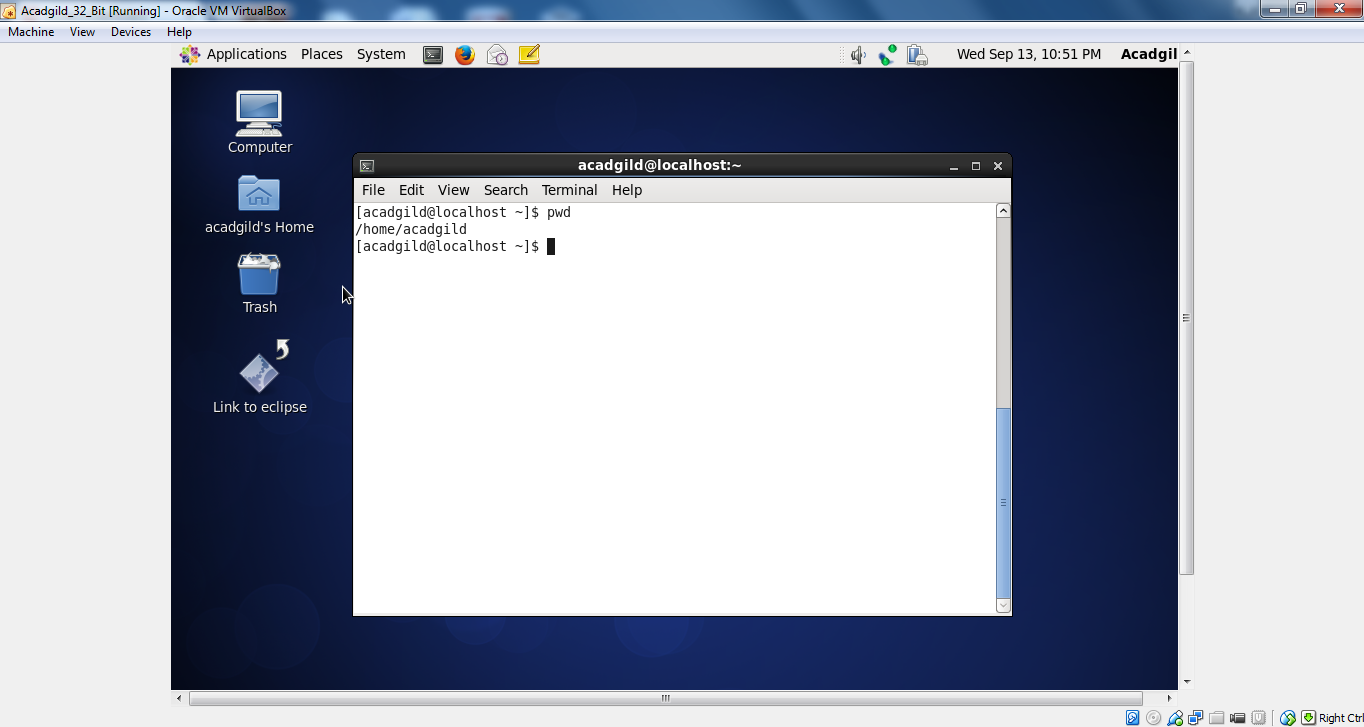 Acadgild_32_Bit [Running] - Oracle VM VirtualBox
Machine View Devices Help
Applications Places System Wed Sep 13, 10:51 PM Acadgil
Computer
acadgild's Home
Trash
Link to eclipse
acadgild@localhost:~
File Edit View Search Terminal Help
[acadgild@localhost ~]$ pwd
/home/acadgild
[acadgild@localhost ~]$
Right Ctrl